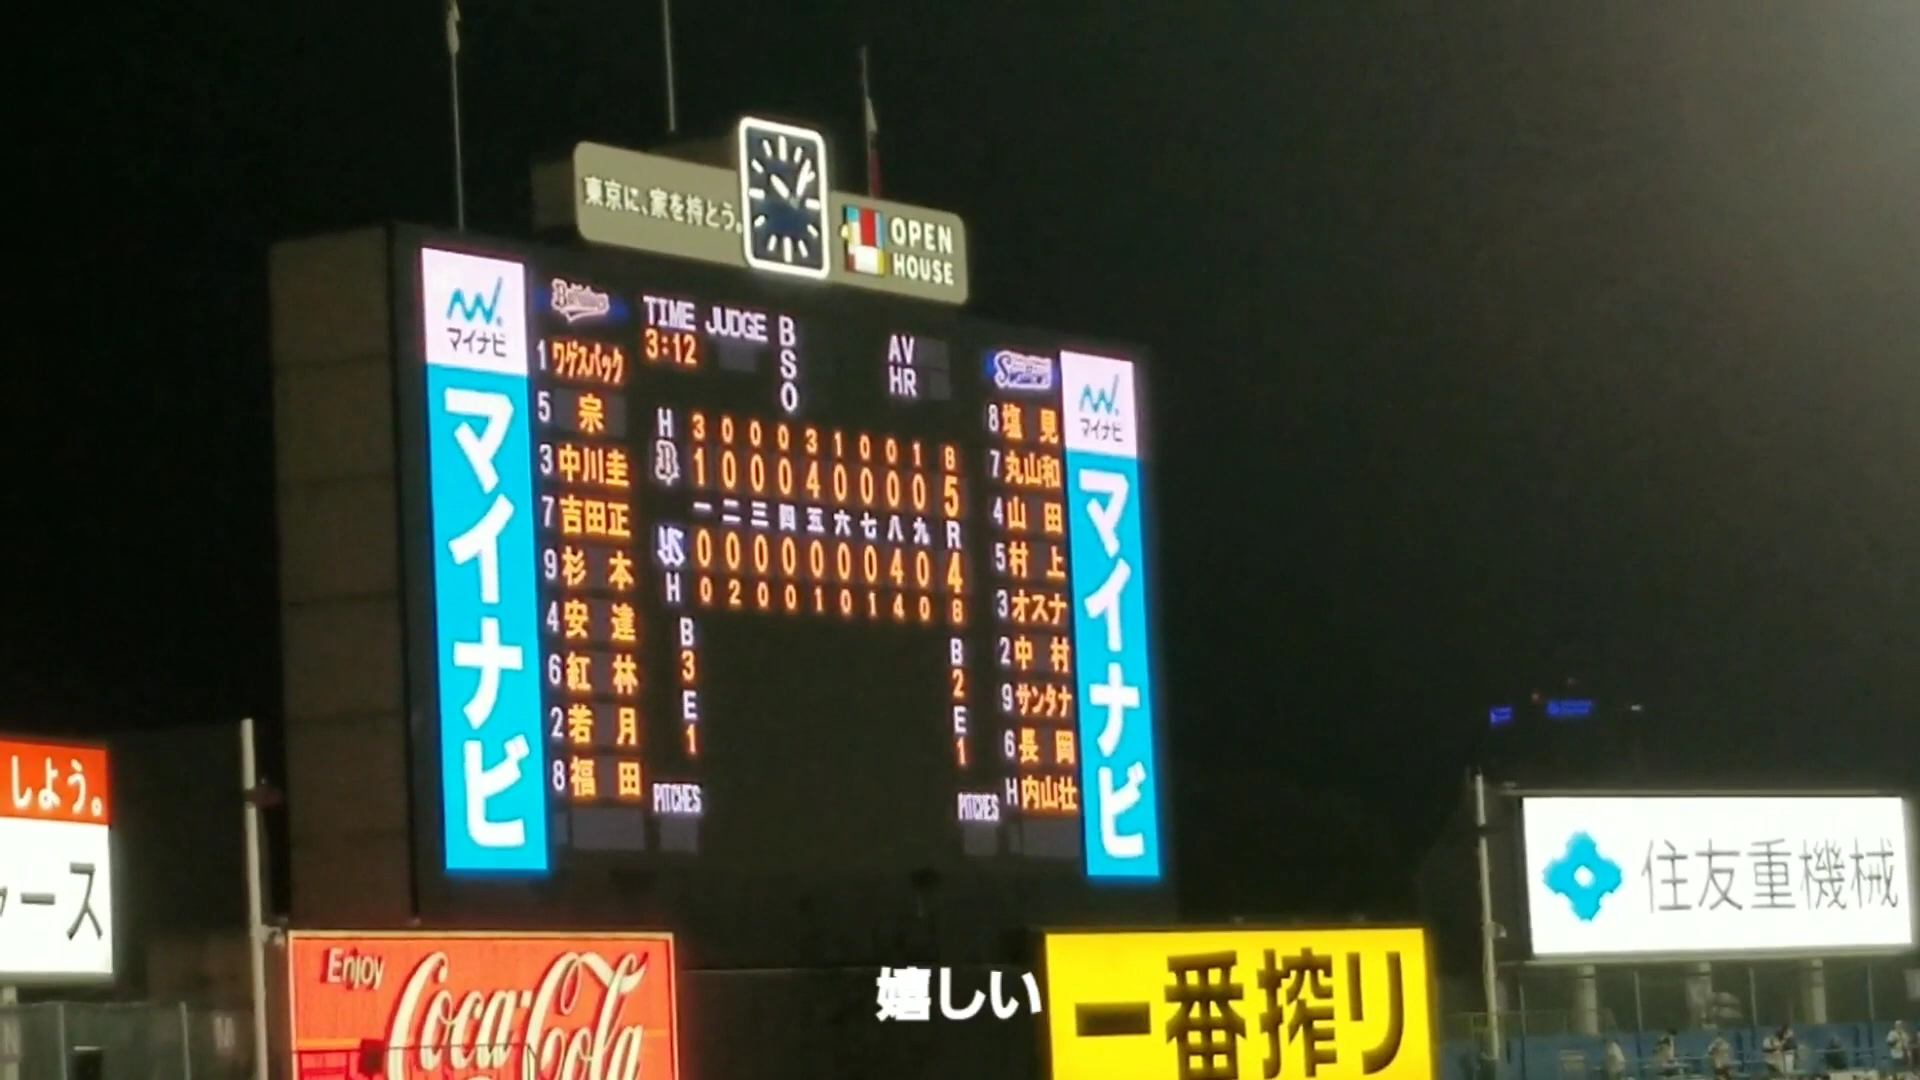 東京に、家を持とう。
OPEN
HOUSE
マイナビ
マイナビ
Buffaloes
TIME JUDGE B
3:12
S
O
AV
HR
1 ワゲスパック
5 宗
3 中川圭
7 吉田正
9 杉本
4 安達
6 紅林
2 若月
8 福田
H 3 0 0 0 3 1 0 0 1 8
B 1 0 0 0 4 0 0 0 0 5
一 二 三 四 五 六 七 八 九 R
YS 0 0 0 0 0 0 0 4 0 4
H 0 2 0 0 1 0 1 4 0 8
B
3
E
1
PITCHES
B
2
E
1
PITCHES
8 塩見
7 丸山和
4 山田
5 村上
3 オスナ
2 中村
9 サンタナ
6 長岡
H 内山壮
マイナビ
マイナビ
しよう。
ース
Enjoy
Coca-Cola
嬉しい
一番搾り
住友重機械